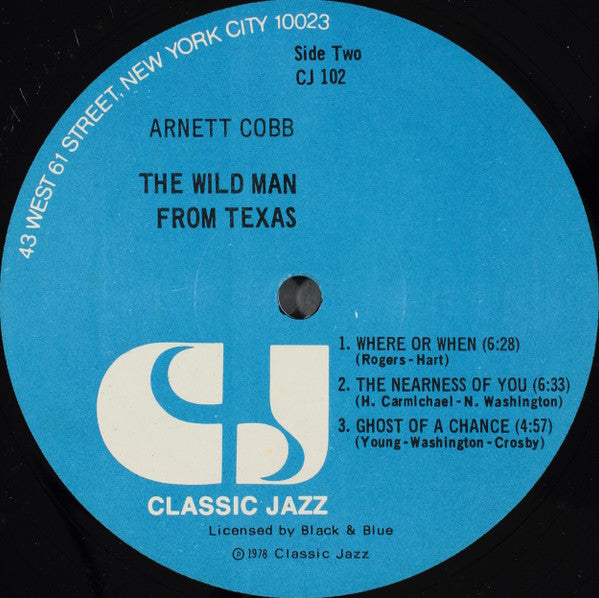 43 WEST 61 STREET, NEW YORK CITY 10023
Side Two
CJ 102
ARNETT COBB
THE WILD MAN
FROM TEXAS
1. WHERE OR WHEN (6:28)
(Rogers-Hart)
2. THE NEARNESS OF YOU (6:33)
(H. Carmichael-N. Washington)
3. GHOST OF A CHANCE (4:57)
(Young-Washington-Crosby)
CJ
CLASSIC JAZZ
Licensed by Black & Blue
℗ 1978 Classic Jazz